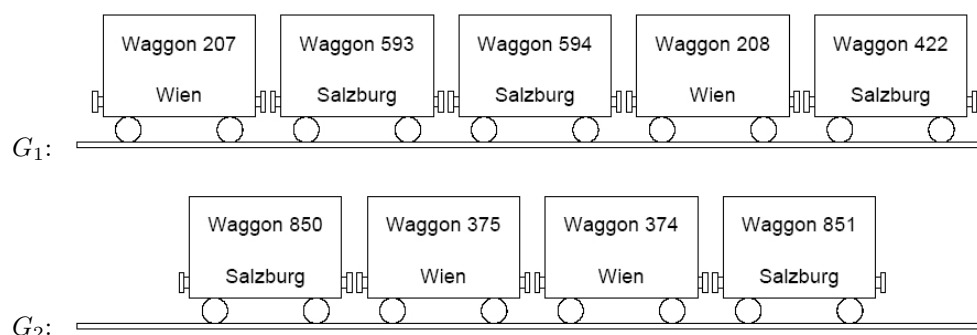 Waggon 207 Waggon 593 Waggon 594 Waggon 208 Waggon 422
Wien Salzburg Salzburg Wien Salzburg
G₁:
Waggon 850 Waggon 375 Waggon 374 Waggon 851
Salzburg Wien Wien Salzburg
G₂: